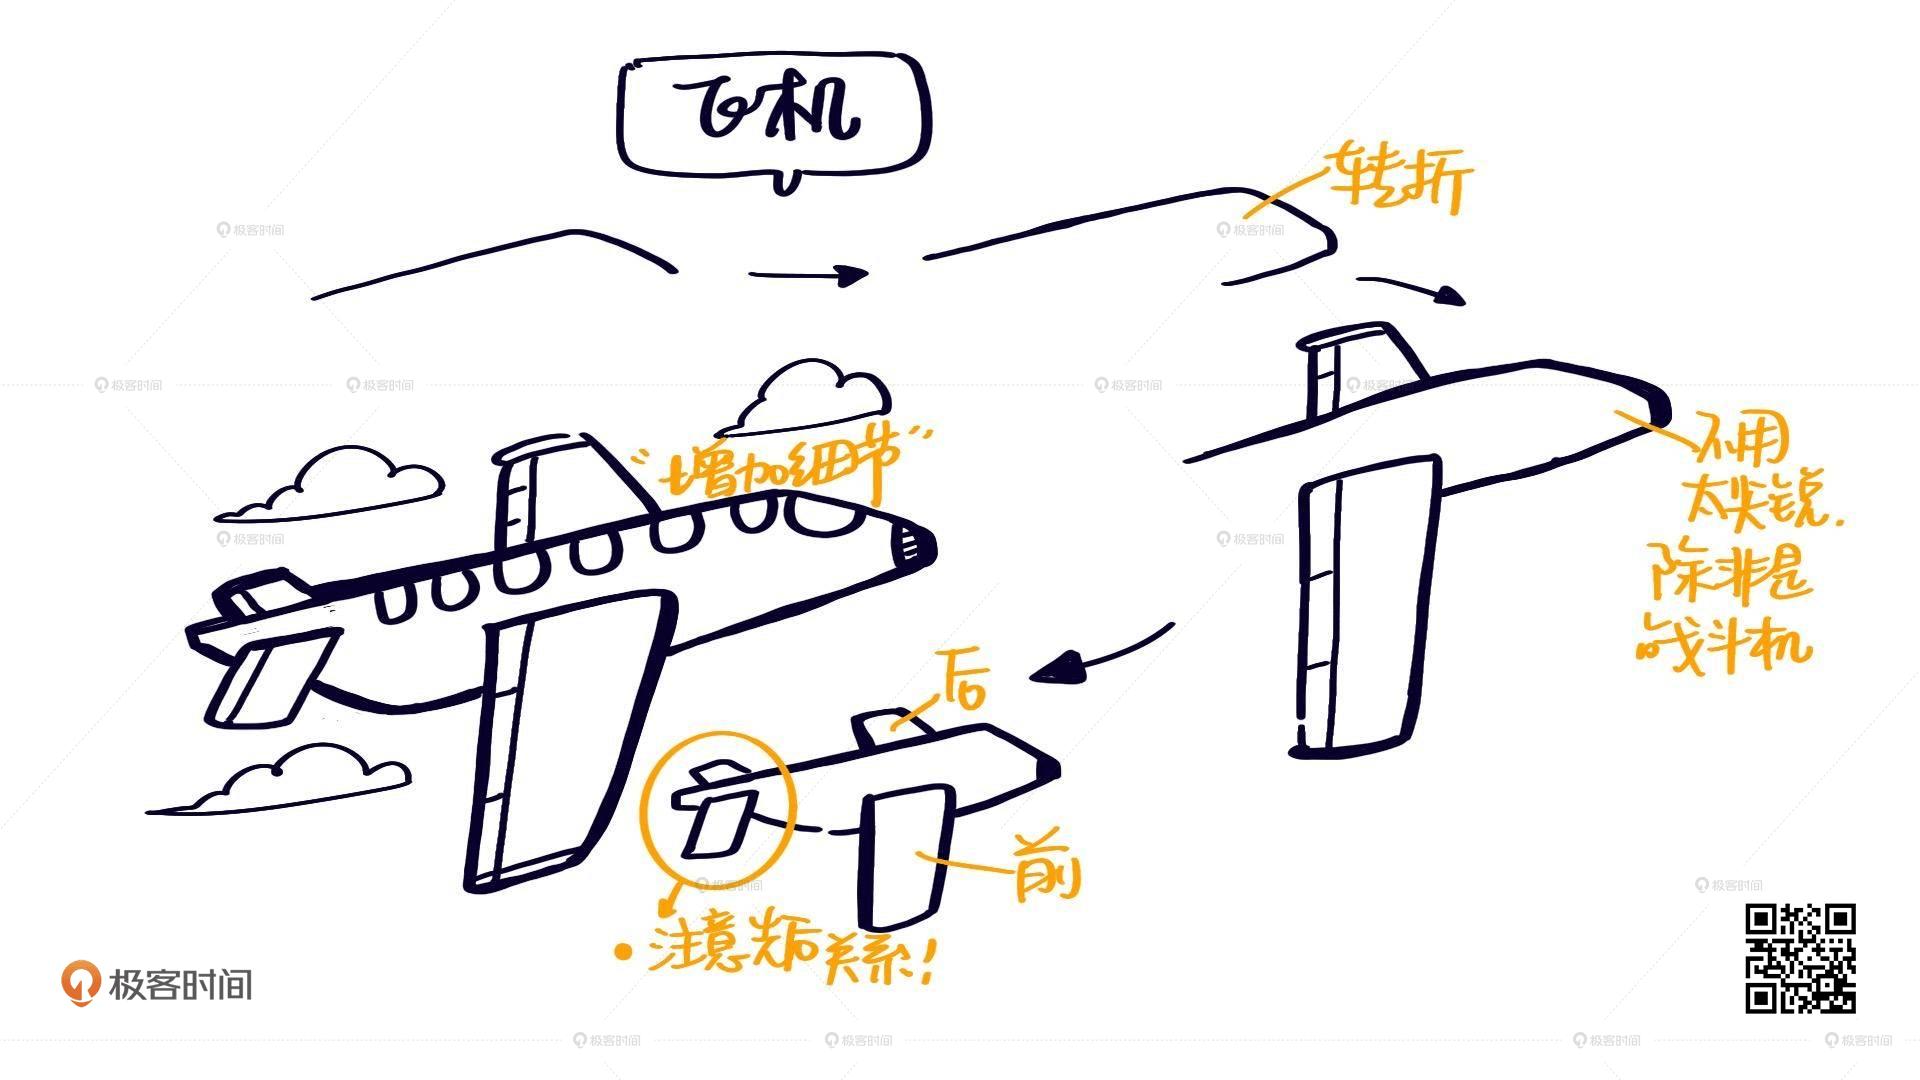 飞机
转折
不用
太尖锐.
除非是
战斗机
“增加细节”
后
前
• 注意先后关系!
极客时间